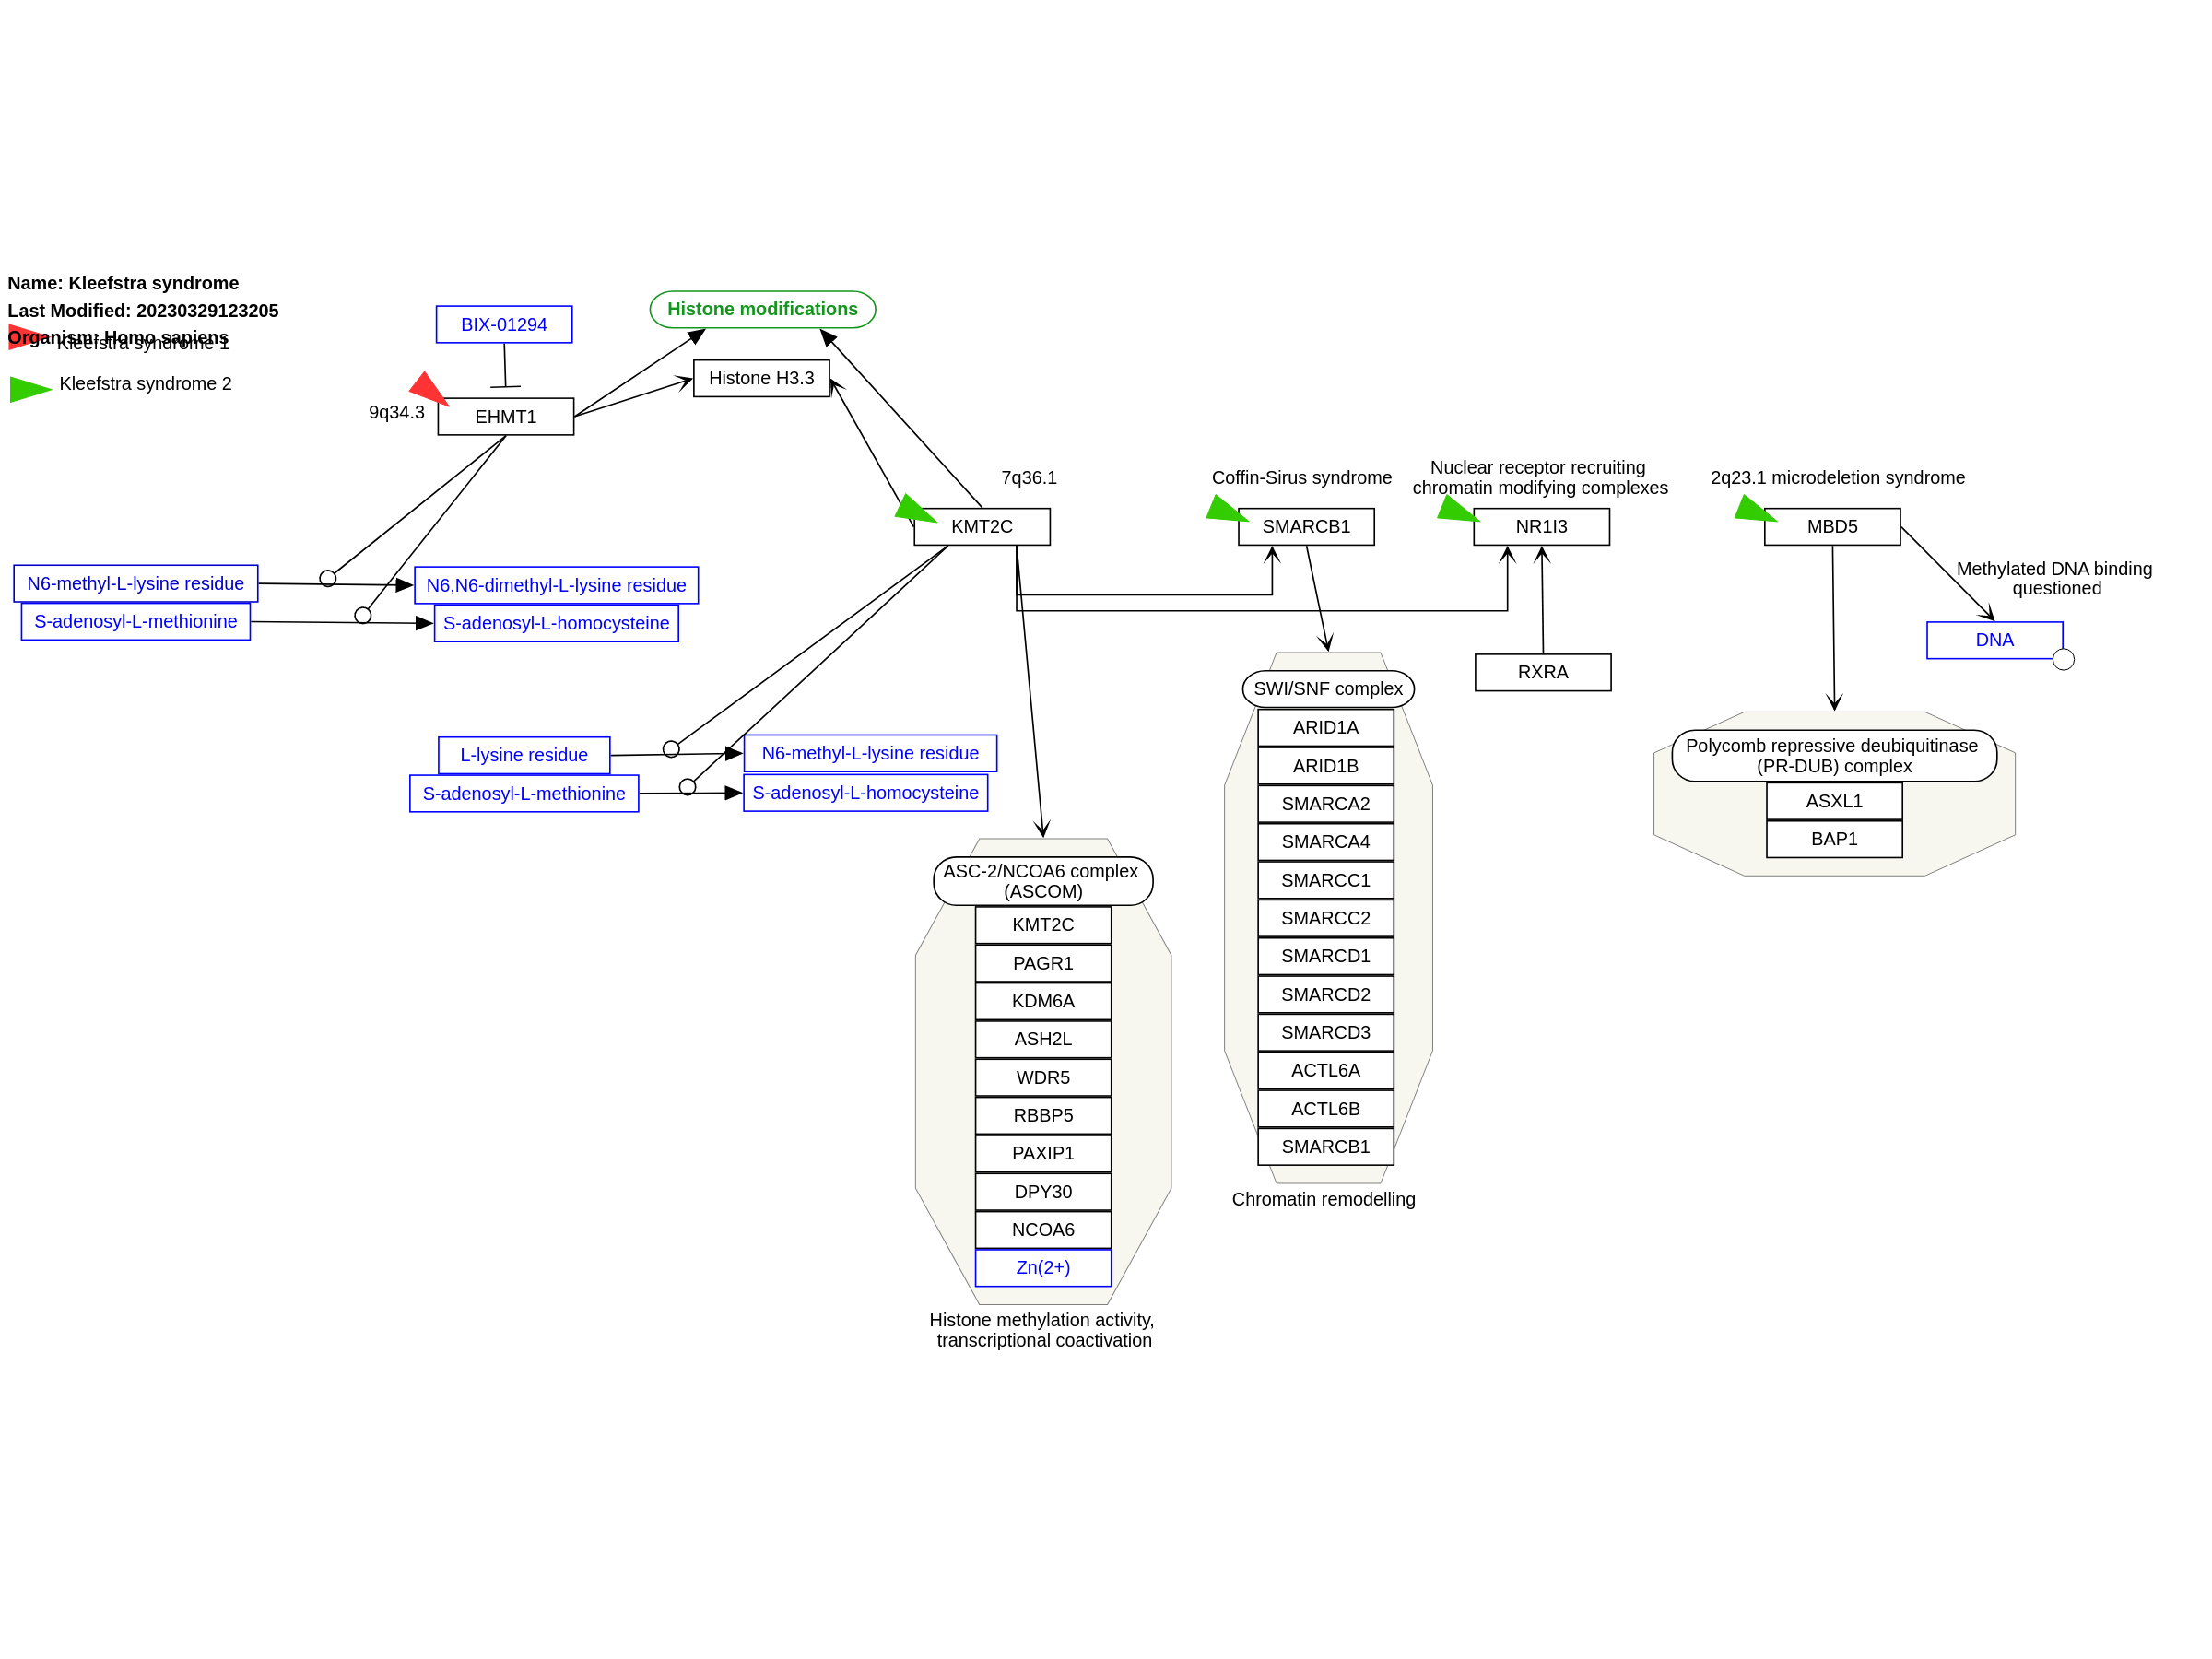 Name: Kleefstra syndrome
Last Modified: 20230329123205
Organism: Homo sapiens
Kleefstra syndrome 1
Kleefstra syndrome 2
BIX-01294
Histone modifications
Histone H3.3
9q34.3
EHMT1
7q36.1
KMT2C
Coffin-Sirus syndrome
SMARCB1
Nuclear receptor recruiting
chromatin modifying complexes
NR1I3
2q23.1 microdeletion syndrome
MBD5
Methylated DNA binding
questioned
DNA
RXRA
N6-methyl-L-lysine residue
S-adenosyl-L-methionine
N6,N6-dimethyl-L-lysine residue
S-adenosyl-L-homocysteine
L-lysine residue
S-adenosyl-L-methionine
N6-methyl-L-lysine residue
S-adenosyl-L-homocysteine
ASC-2/NCOA6 complex
(ASCOM)
KMT2C
PAGR1
KDM6A
ASH2L
WDR5
RBBP5
PAXIP1
DPY30
NCOA6
Zn(2+)
Histone methylation activity,
transcriptional coactivation
SWI/SNF complex
ARID1A
ARID1B
SMARCA2
SMARCA4
SMARCC1
SMARCC2
SMARCD1
SMARCD2
SMARCD3
ACTL6A
ACTL6B
SMARCB1
Chromatin remodelling
Polycomb repressive deubiquitinase
(PR-DUB) complex
ASXL1
BAP1